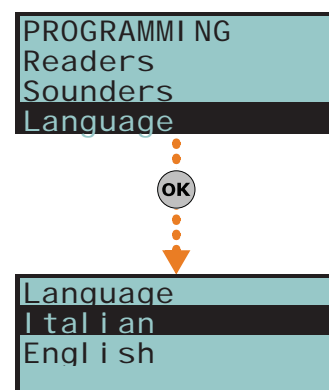 PROGRAMMING
Readers
Sounders
Language
OK
Language
Italian
English